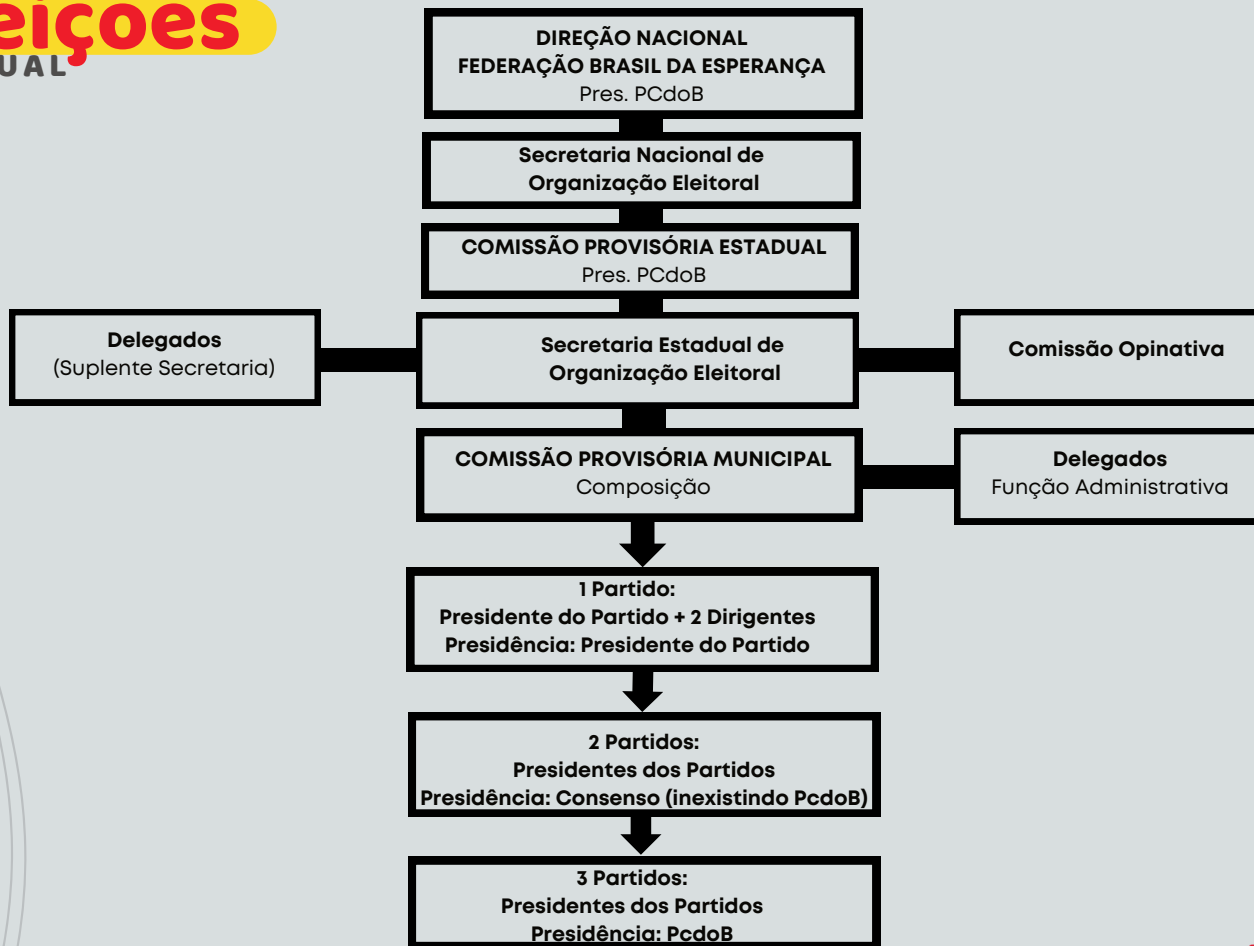 DIREÇÃO NACIONAL
FEDERAÇÃO BRASIL DA ESPERANÇA
Pres. PCdoB
Secretaria Nacional de
Organização Eleitoral
COMISSÃO PROVISÓRIA ESTADUAL
Pres. PCdoB
Delegados
(Suplente Secretaria)
Secretaria Estadual de
Organização Eleitoral
Comissão Opinativa
COMISSÃO PROVISÓRIA MUNICIPAL
Composição
Delegados
Função Administrativa
1 Partido:
Presidente do Partido + 2 Dirigentes
Presidência: Presidente do Partido
2 Partidos:
Presidentes dos Partidos
Presidência: Consenso (inexistindo PcdoB)
3 Partidos:
Presidentes dos Partidos
Presidência: PcdoB